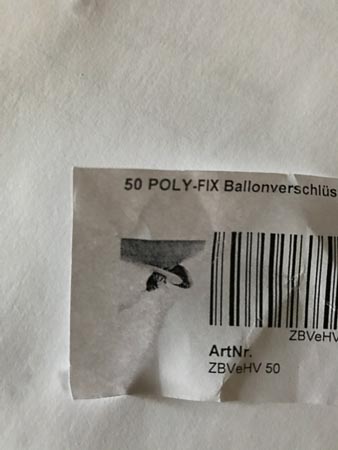 50 POLY-FIX Ballonverschlüs
ZBVeHV
ArtNr.
ZBVeHV 50